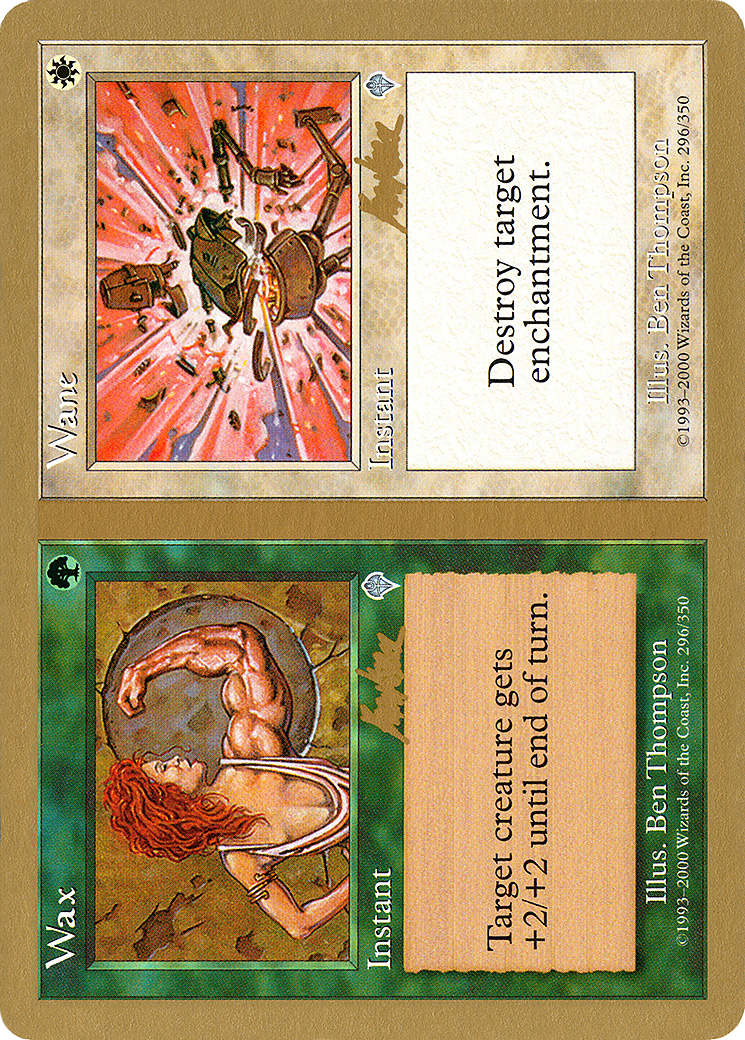 Wax
Instant
Target creature gets
+2/+2 until end of turn.
Illus. Ben Thompson
©1993–2000 Wizards of the Coast, Inc. 296/350
Wane
Instant
Destroy target
enchantment.
Illus. Ben Thompson
©1993–2000 Wizards of the Coast, Inc. 296/350